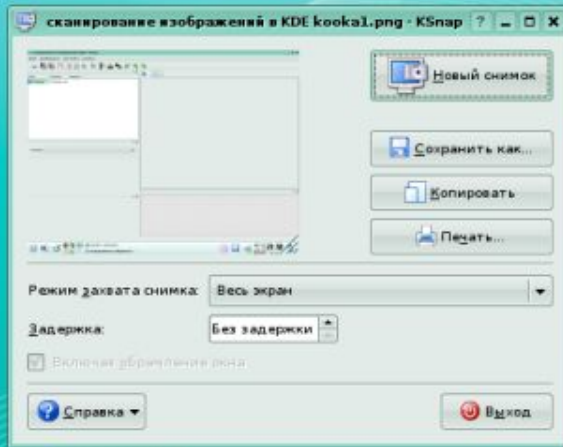 сканирование изображений в KDE kooka1.png - KSnap
Новый снимок
Сохранить как...
Копировать
Печать...
Режим захвата снимка:
Весь экран
Задержка:
Без задержки
Включая обрамление окна
Справка
Выход